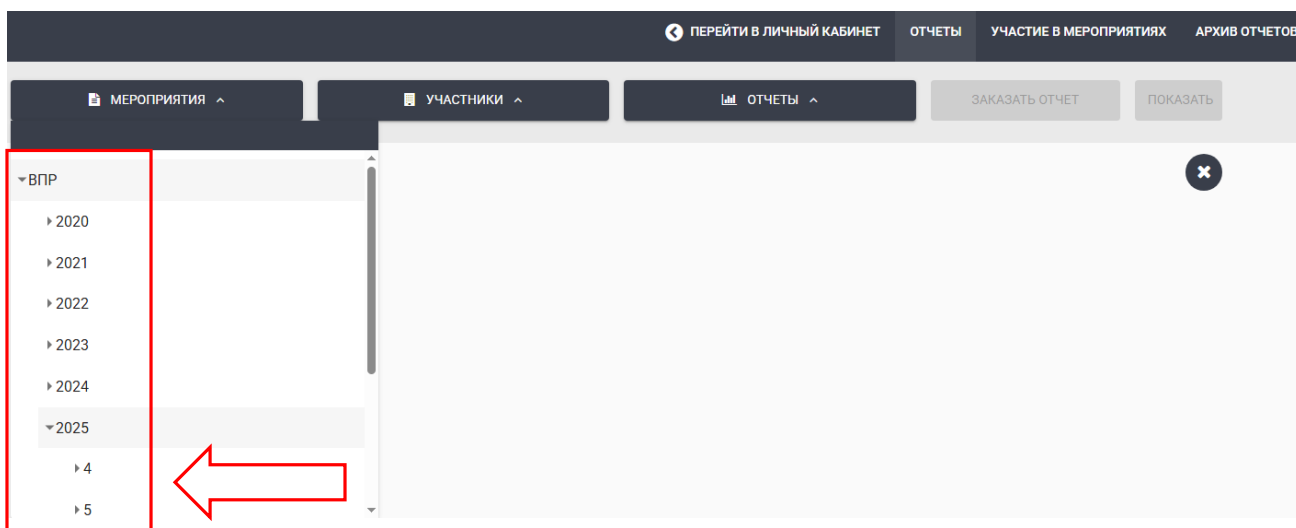 ПЕРЕЙТИ В ЛИЧНЫЙ КАБИНЕТ ОТЧЕТЫ УЧАСТИЕ В МЕРОПРИЯТИЯХ АРХИВ ОТЧЕТОВ
МЕРОПРИЯТИЯ УЧАСТНИКИ ОТЧЕТЫ ЗАКАЗАТЬ ОТЧЕТ ПОКАЗАТЬ
ВПР
2020
2021
2022
2023
2024
2025
4
5